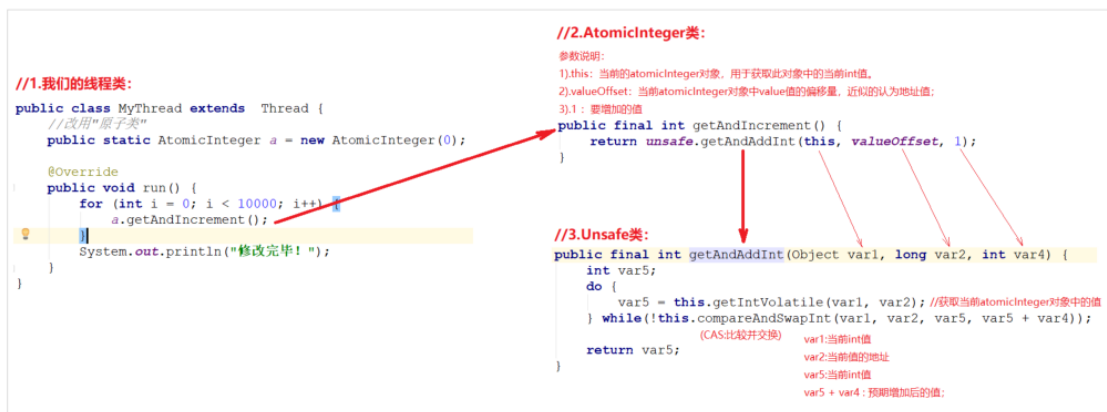 //1.我们的线程类：
public class MyThread extends  Thread {
//改用"原子类"
public static AtomicInteger a = new AtomicInteger(0);
@Override
public void run() {
for (int i = 0; i < 10000; i++) {
a.getAndIncrement();
}
System.out.println("修改完毕！");
}
}
//2.AtomicInteger类：
参数说明：
1).this：当前的atomicInteger对象，用于获取此对象中的当前int值。
2).valueOffset：当前atomicInteger对象中value值的偏移量，近似的认为地址值；
3).1 ：要增加的值
public final int getAndIncrement() {
return unsafe.getAndAddInt(this, valueOffset, 1);
}
//3.Unsafe类：
public final int getAndAddInt(Object var1, long var2, int var4) {
int var5;
do {
var5 = this.getIntVolatile(var1, var2); //获取当前atomicInteger对象中的值
} while(!this.compareAndSwapInt(var1, var2, var5, var5 + var4));
(CAS:比较并交换)
var1:当前int值
var2:当前值的地址
var5:当前int值
var5 + var4 : 预期增加后的值；
return var5;
}